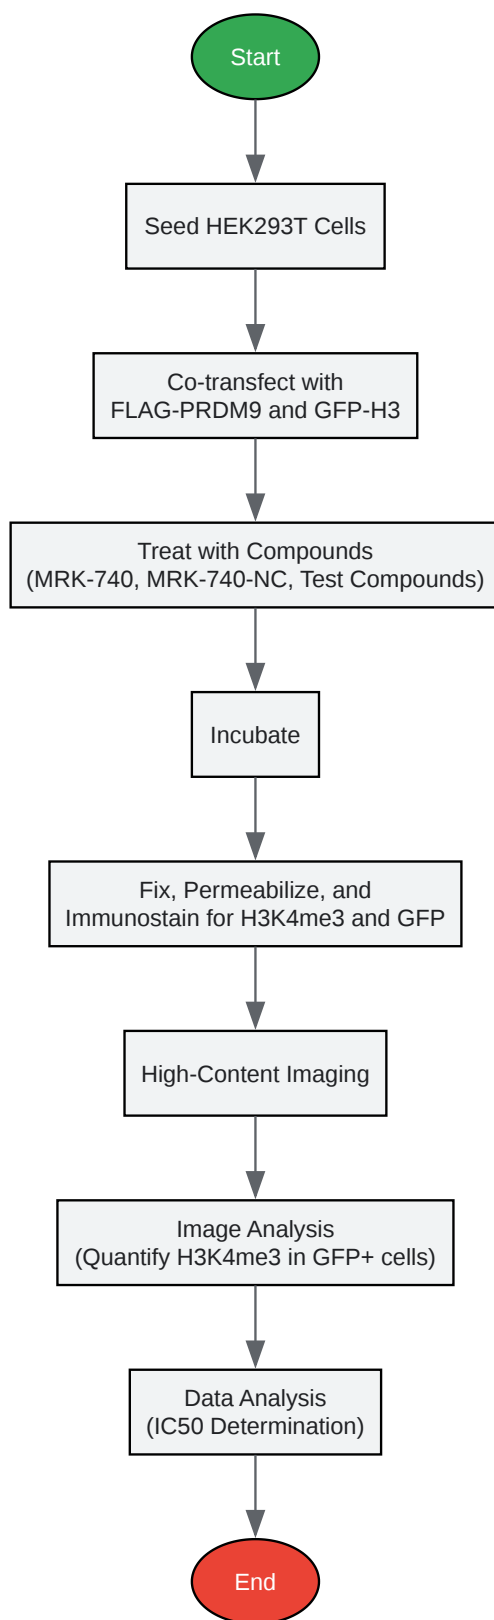 Start
Seed HEK293T Cells
Co-transfect with
FLAG-PRDM9 and GFP-H3
Treat with Compounds
(MRK-740, MRK-740-NC, Test Compounds)
Incubate
Fix, Permeabilize, and
Immunostain for H3K4me3 and GFP
High-Content Imaging
Image Analysis
(Quantify H3K4me3 in GFP+ cells)
Data Analysis
(IC50 Determination)
End